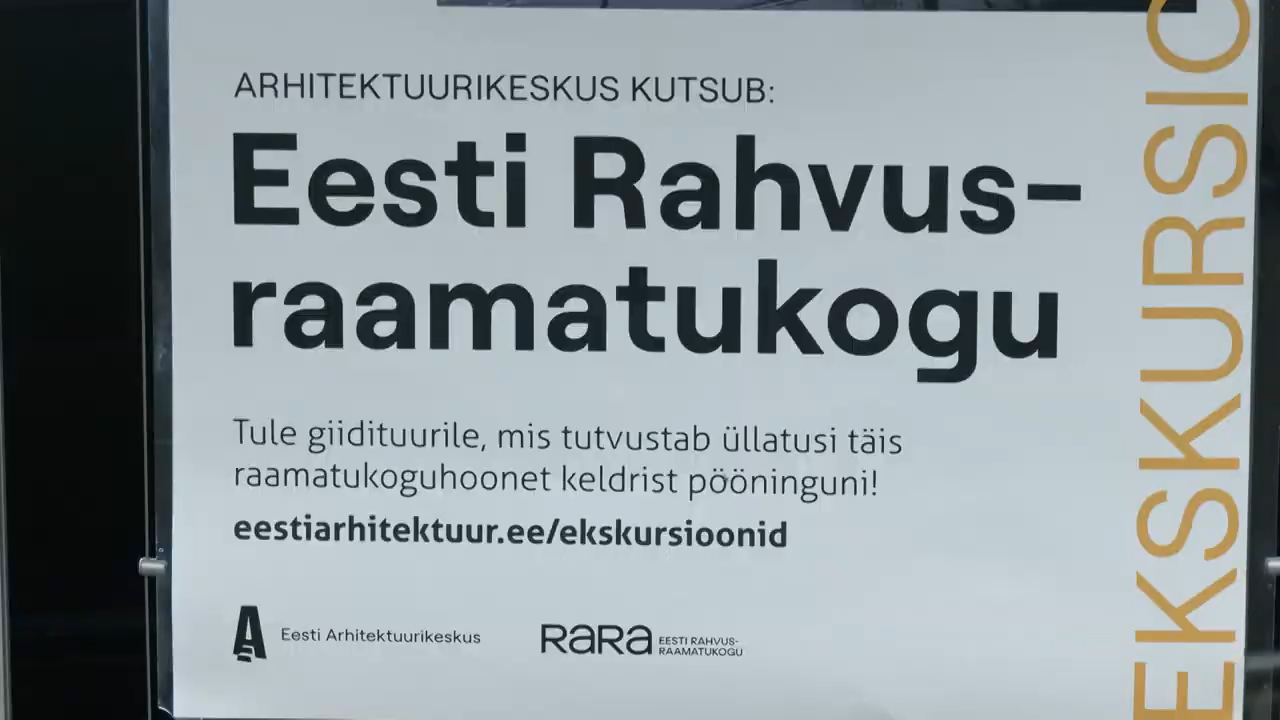 ARHITEKTUURIKESKUS KUTSUB:
Eesti Rahvus-
raamatukogu
Tule giidituurile, mis tutvustab üllatusi täis
raamatukoguhoonet keldrist pööninguni!
eestiarhitektuur.ee/ekskursioonid
Eesti Arhitektuurikeskus
RaRa
EESTI RAHVUS-
RAAMATUKOGU
EKSKURSIO